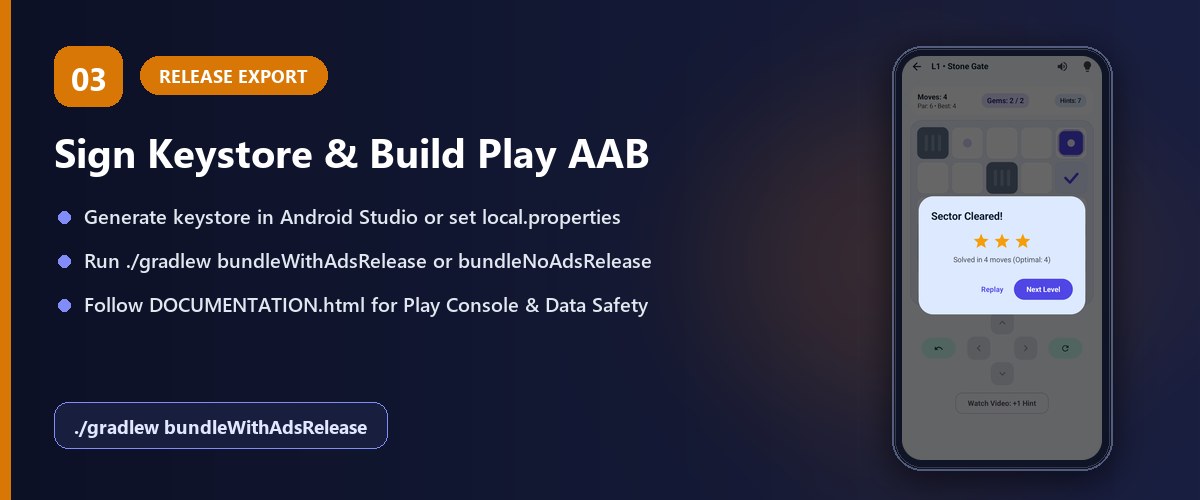 03
RELEASE EXPORT
Sign Keystore & Build Play AAB
Generate keystore in Android Studio or set local.properties
Run ./gradlew bundleWithAdsRelease or bundleNoAdsRelease
Follow DOCUMENTATION.html for Play Console & Data Safety
./gradlew bundleWithAdsRelease
L1 • Stone Gate
Moves: 4
Par: 6 • Best: 4
Gems: 2 / 2
Hints: 7
Sector Cleared!
Solved in 4 moves (Optimal: 4)
Replay
Next Level
Watch Video: +1 Hint